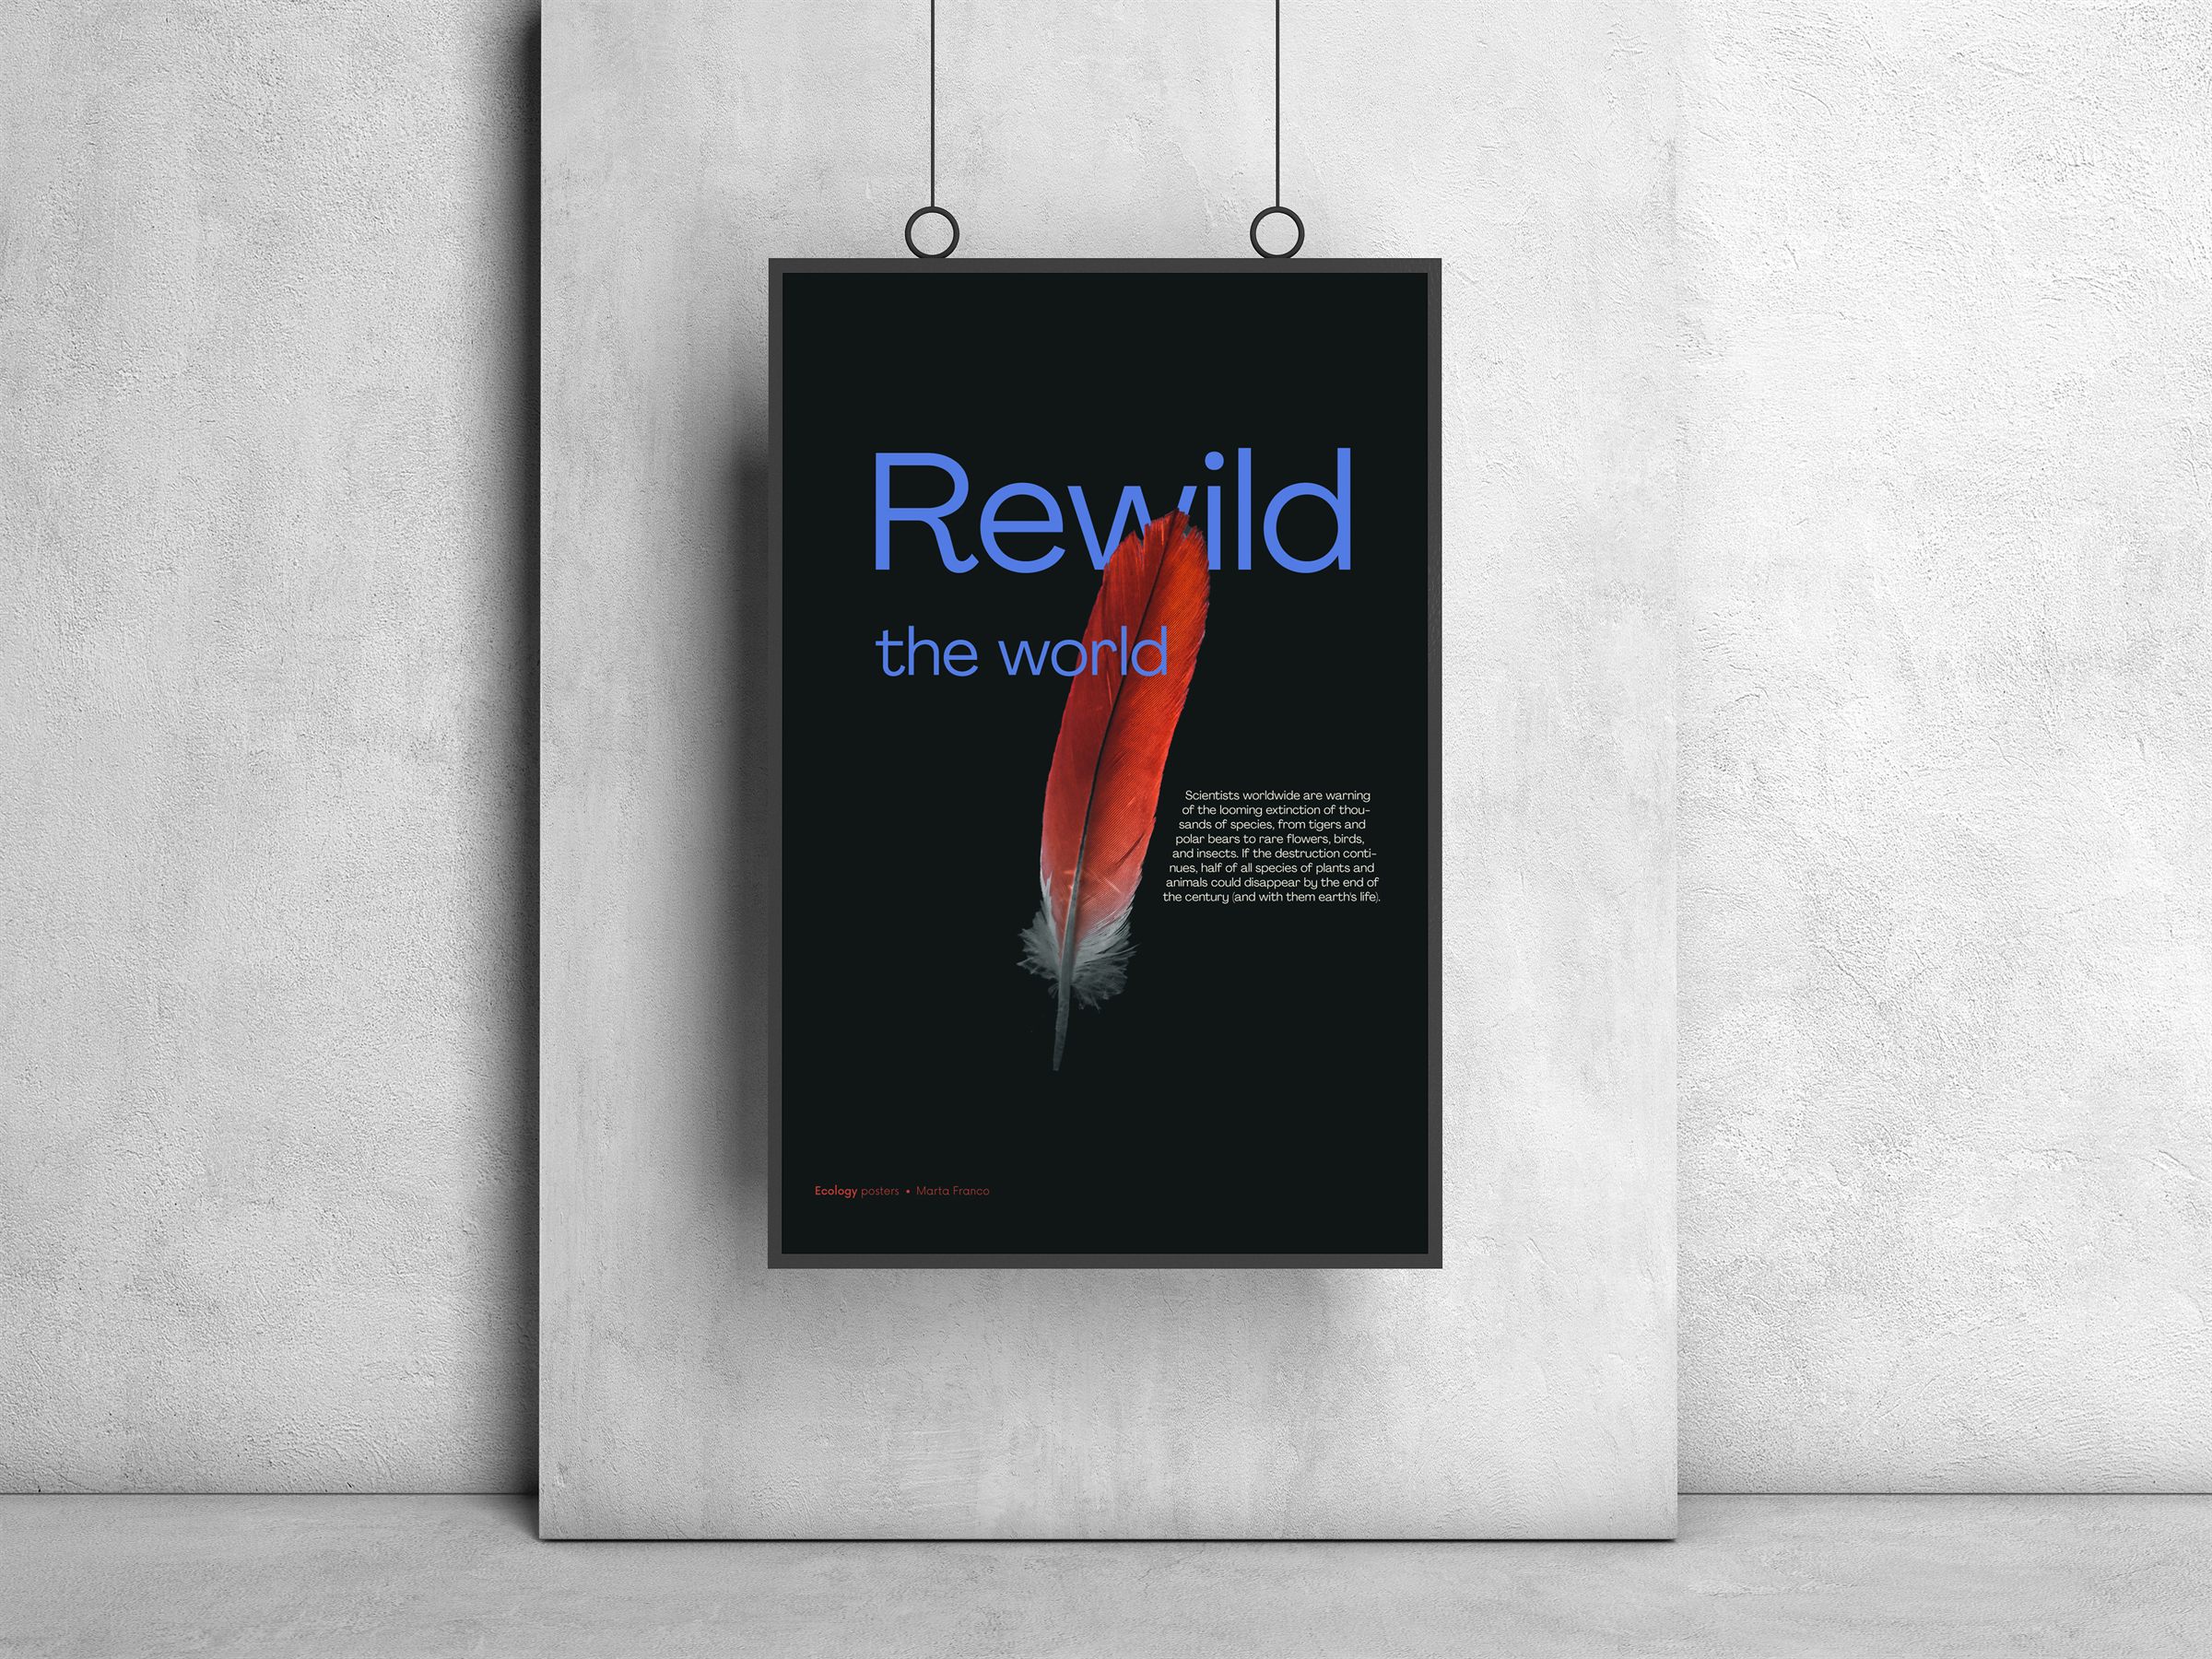 Rewild
the world
Scientists worldwide are warning
of the looming extinction of thou-
sands of species, from tigers and
polar bears to rare flowers, birds,
and insects. If the destruction conti-
nues, half of all species of plants and
animals could disappear by the end of
the century (and with them earth's life).
Ecology posters • Marta Franco